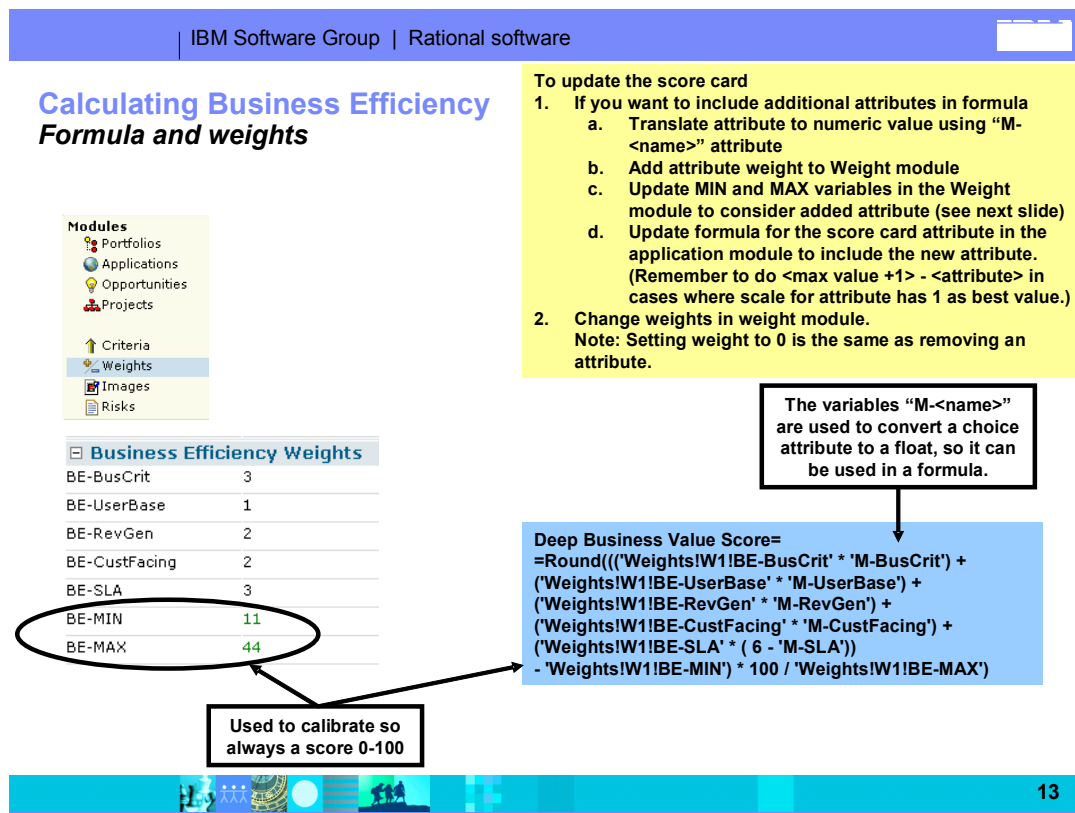 IBM Software Group | Rational software
Calculating Business Efficiency
Formula and weights
To update the score card
1. If you want to include additional attributes in formula
a. Translate attribute to numeric value using “M-
<name>” attribute
b. Add attribute weight to Weight module
c. Update MIN and MAX variables in the Weight
module to consider added attribute (see next slide)
d. Update formula for the score card attribute in the
application module to include the new attribute.
(Remember to do <max value +1> - <attribute> in
cases where scale for attribute has 1 as best value.)
2. Change weights in weight module.
Note: Setting weight to 0 is the same as removing an
attribute.
Modules
Portfolios
Applications
Opportunities
Projects
Criteria
Weights
Images
Risks
Business Efficiency Weights
BE-BusCrit 3
BE-UserBase 1
BE-RevGen 2
BE-CustFacing 2
BE-SLA 3
BE-MIN 11
BE-MAX 44
The variables “M-<name>”
are used to convert a choice
attribute to a float, so it can
be used in a formula.
Deep Business Value Score=
=Round((('Weights!W1!BE-BusCrit' * 'M-BusCrit') +
('Weights!W1!BE-UserBase' * 'M-UserBase') +
('Weights!W1!BE-RevGen' * 'M-RevGen') +
('Weights!W1!BE-CustFacing' * 'M-CustFacing') +
('Weights!W1!BE-SLA' * ( 6 - 'M-SLA'))
- 'Weights!W1!BE-MIN') * 100 / 'Weights!W1!BE-MAX')
Used to calibrate so
always a score 0-100
13